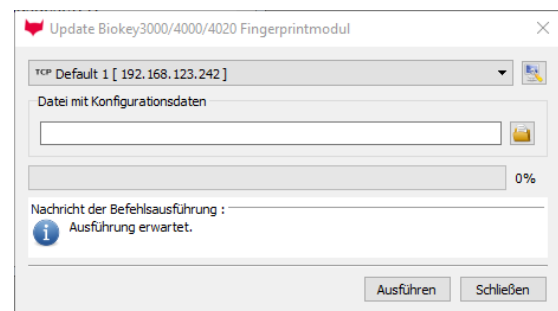 Update Biokey3000/4000/4020 Fingerprintmodul
TCP Default 1 [ 192.168.123.242 ]
Datei mit Konfigurationsdaten
0%
Nachricht der Befehlsausführung :
Ausführung erwartet.
Ausführen Schließen